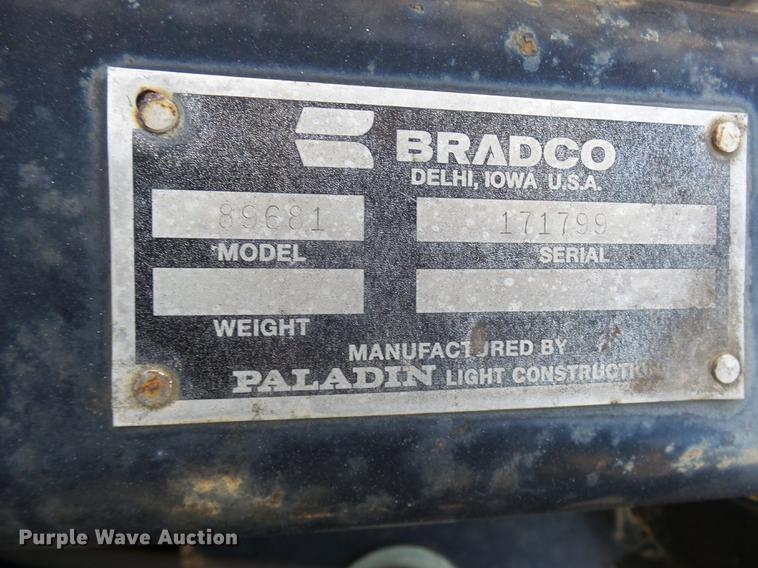 BRADCO
DELHI, IOWA U.S.A.
89681 171799
MODEL SERIAL
WEIGHT
MANUFACTURED BY
PALADIN LIGHT CONSTRUCTION
Purple Wave Auction